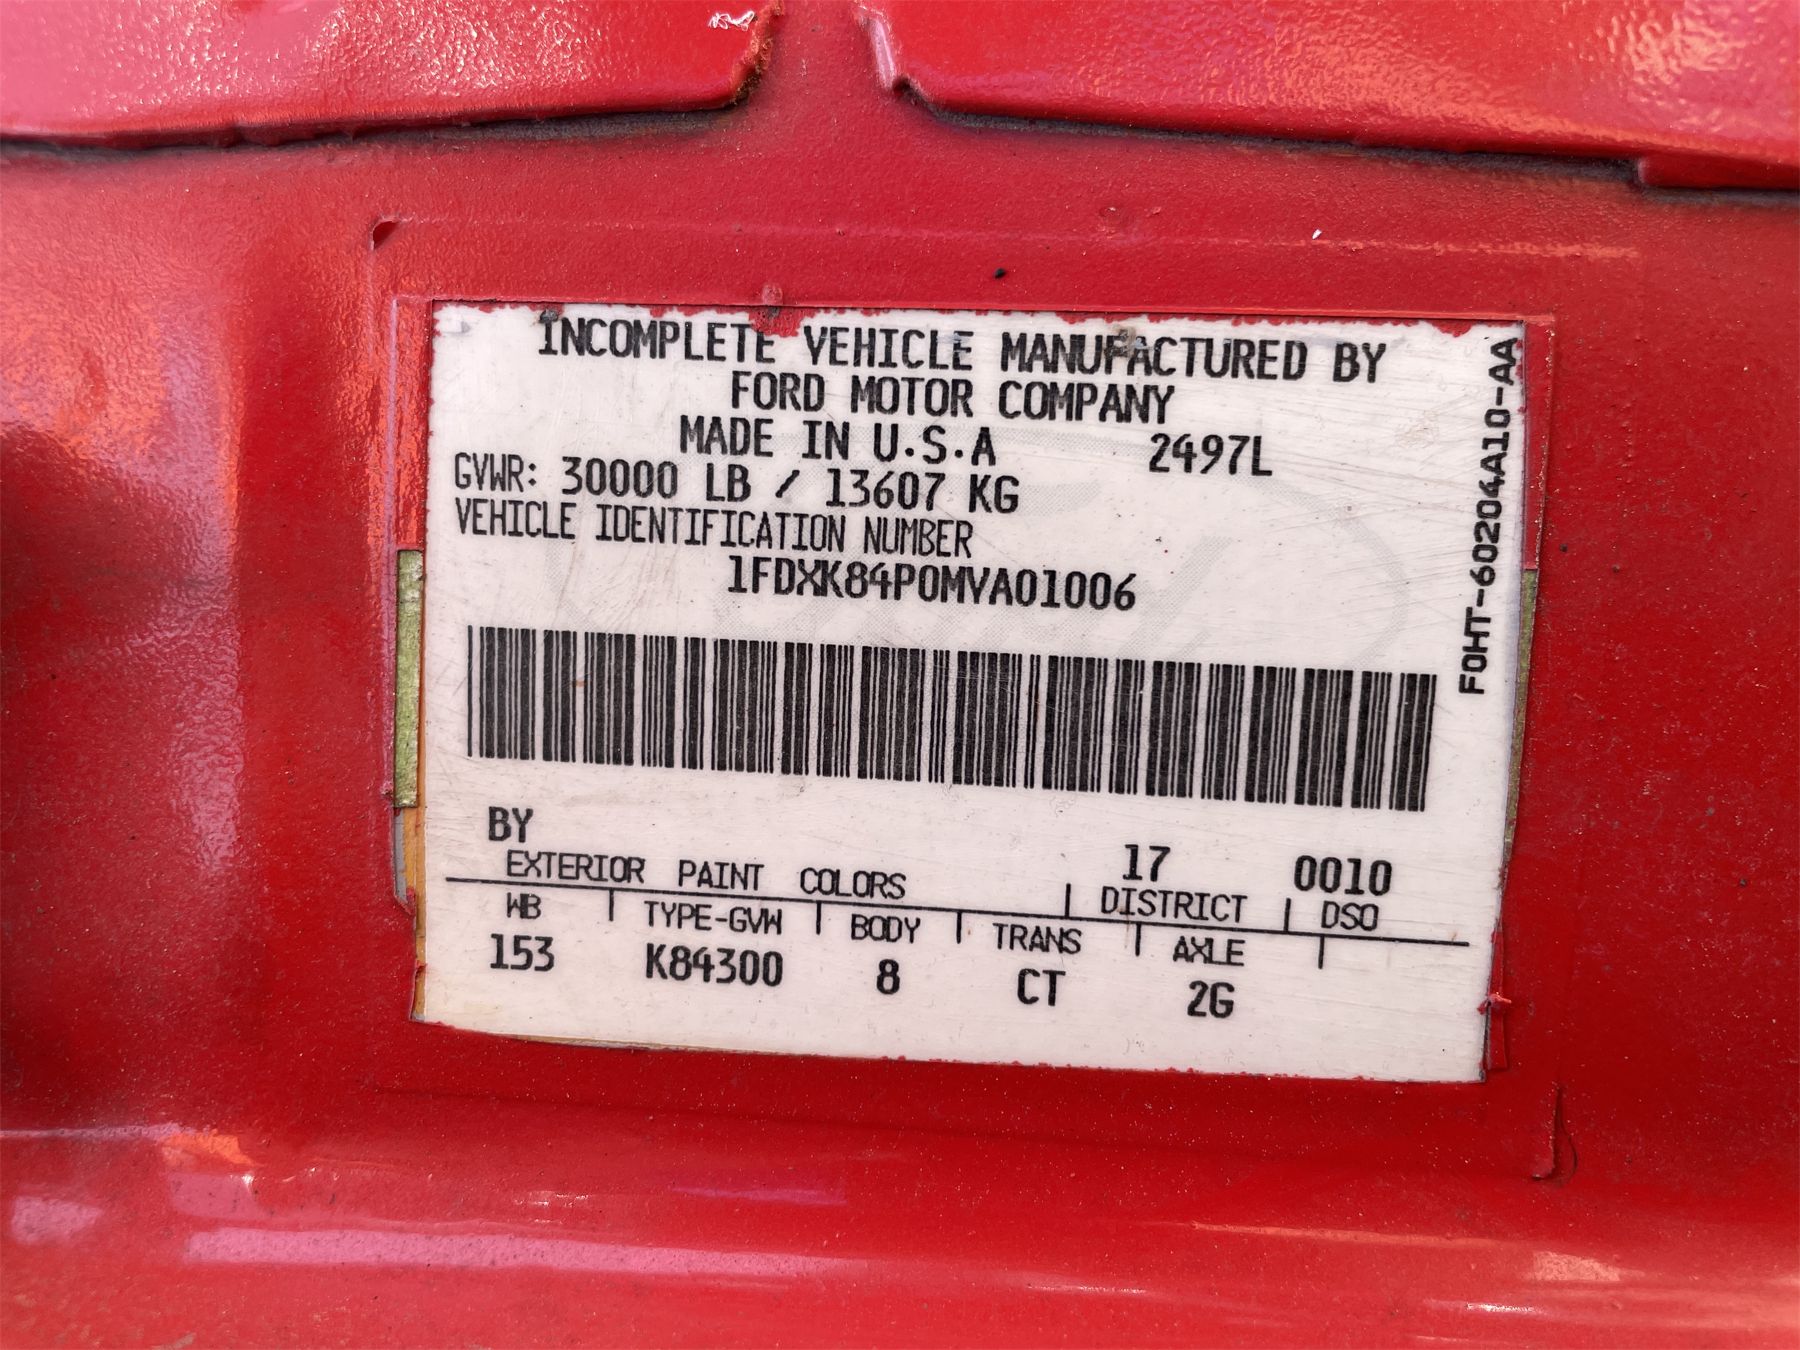 INCOMPLETE VEHICLE MANUFACTURED BY
FORD MOTOR COMPANY
MADE IN U.S.A 2497L
GVWR: 30000 LB / 13607 KG
VEHICLE IDENTIFICATION NUMBER
1FDXK84P0MVA01006
F0HT-60204A10-AA
BY 17 0010
EXTERIOR PAINT COLORS DISTRICT DSO
WB TYPE-GVW BODY TRANS AXLE
153 K84300 8 CT 2G